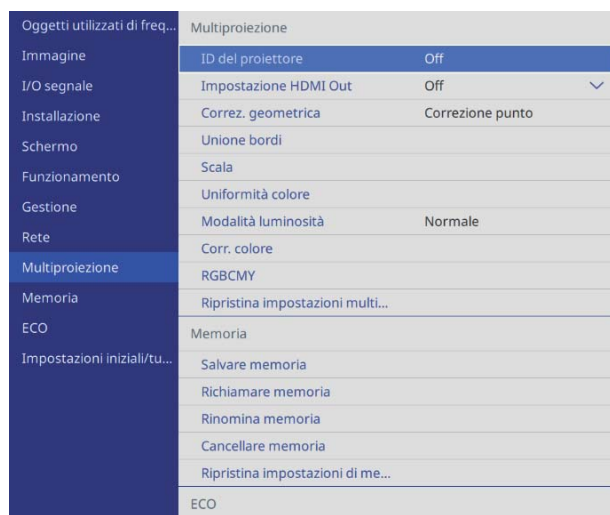 Oggetti utilizzati di freq...
Immagine
I/O segnale
Installazione
Schermo
Funzionamento
Gestione
Rete
Multiproiezione
Memoria
ECO
Impostazioni iniziali/tu...
Multiproiezione
ID del proiettore Off
Impostazione HDMI Out Off
Correz. geometrica Correzione punto
Unione bordi
Scala
Uniformità colore
Modalità luminosità Normale
Corr. colore
RGBCMY
Ripristina impostazioni multi...
Memoria
Salvare memoria
Richiamare memoria
Rinomina memoria
Cancellare memoria
Ripristina impostazioni di me...
ECO